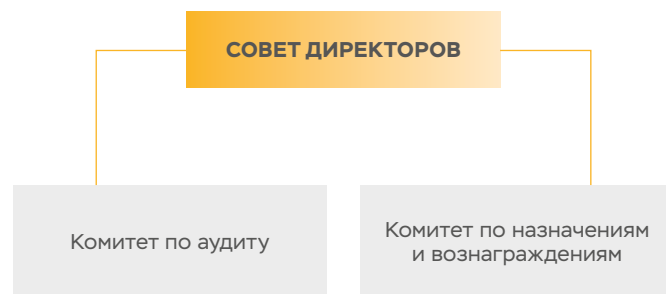 СОВЕТ ДИРЕКТОРОВ
Комитет по аудиту
Комитет по назначениям
и вознаграждениям